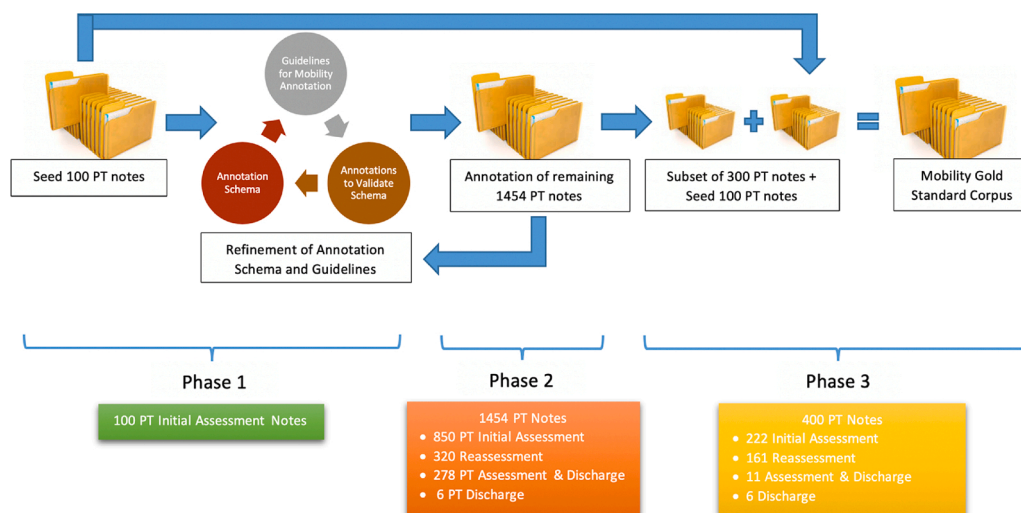 Guidelines
for Mobility
Annotation
Annotation
Schema
Annotations
to Validate
Schema
Seed 100 PT notes
Refinement of Annotation
Schema and Guidelines
Annotation of remaining
1454 PT notes
Subset of 300 PT notes +
Seed 100 PT notes
Mobility Gold
Standard Corpus
Phase 1
100 PT Initial Assessment Notes
Phase 2
1454 PT Notes
• 850 PT Initial Assessment
• 320 Reassessment
• 278 PT Assessment & Discharge
• 6 PT Discharge
Phase 3
400 PT Notes
• 222 Initial Assessment
• 161 Reassessment
• 11 Assessment & Discharge
• 6 Discharge